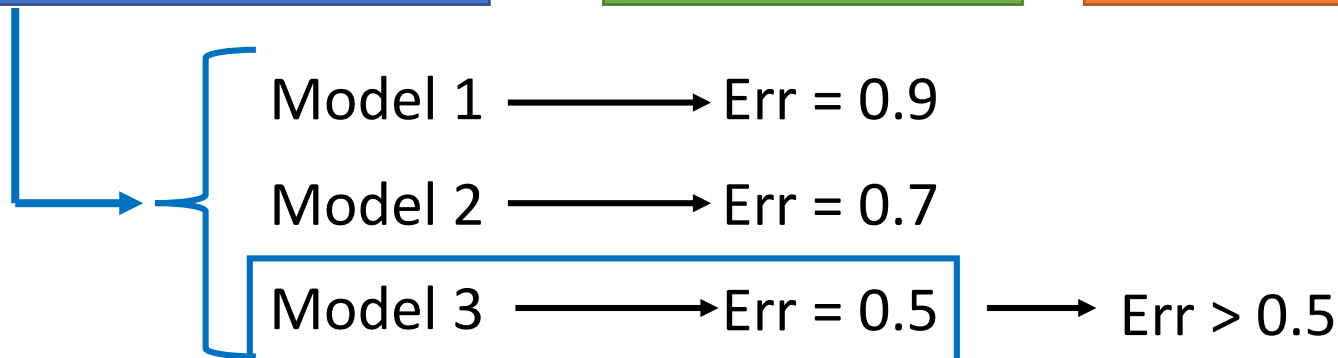 Model 1 Err = 0.9
Model 2 Err = 0.7
Model 3 Err = 0.5 Err > 0.5